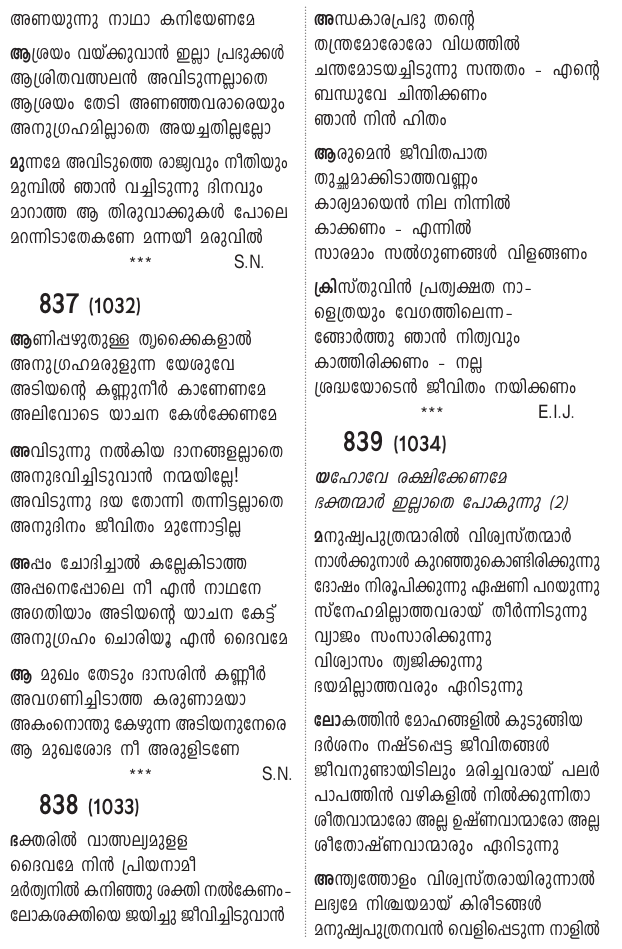 അണയുന്നു നാഥാ കനിയേണമേ
ആശ്രയം വയ്ക്കുവാൻ ഇല്ലാ പ്രഭുക്കൾ
ആശ്രിതവത്സലൻ അവിടുന്നല്ലാതെ
ആശ്രയം തേടി അണഞ്ഞവരാരെയും
അനുഗ്രഹമില്ലാതെ അയച്ചതില്ലല്ലോ
മുന്നമേ അവിടുത്തെ രാജ്യവും നീതിയും
മുമ്പിൽ ഞാൻ വച്ചിടുന്നു ദിനവും
മാറാത്ത ആ തിരുവാക്കുകൾ പോലെ
മറന്നിടാതേകണേ മന്നയീ മരുവിൽ
*** S.N.
837 (1032)
ആണിപ്പഴുതുള്ള തൃക്കൈകളാൽ
അനുഗ്രഹമരുളുന്ന യേശുവേ
അടിയന്റെ കണ്ണുനീർ കാണേണമേ
അലിവോടെ യാചന കേൾക്കേണമേ
അവിടുന്നു നൽകിയ ദാനങ്ങളല്ലാതെ
അനുഭവിച്ചിടുവാൻ നന്മയില്ലേ!
അവിടുന്നു ദയ തോന്നി തന്നിട്ടല്ലാതെ
അനുദിനം ജീവിതം മുന്നോട്ടില്ല
അപ്പം ചോദിച്ചാൽ കല്ലേകിടാത്ത
അപ്പനെപ്പോലെ നീ എൻ നാഥനേ
അഗതിയാം അടിയന്റെ യാചന കേട്ട്
അനുഗ്രഹം ചൊരിയൂ എൻ ദൈവമേ
ആ മുഖം തേടും ദാസരിൻ കണ്ണീർ
അവഗണിച്ചിടാത്ത കരുണാമയാ
അകംനൊന്തു കേഴുന്ന അടിയനുനേരെ
ആ മുഖശോഭ നീ അരുളിടണേ
*** S.N.
838 (1033)
ഭക്തരിൽ വാത്സല്യമുളള
ദൈവമേ നിൻ പ്രിയനാമീ
മർത്യനിൽ കനിഞ്ഞു ശക്തി നൽകേണം-
ലോകശക്തിയെ ജയിച്ചു ജീവിച്ചിടുവാൻ
അന്ധകാരപ്രഭു തന്റെ
തന്ത്രമോരോരോ വിധത്തിൽ
ചന്തമോടയച്ചിടുന്നു സന്തതം - എന്റെ
ബന്ധുവേ ചിന്തിക്കണം
ഞാൻ നിൻ ഹിതം
ആരുമെൻ ജീവിതപാത
തുച്ഛമാക്കിടാത്തവണ്ണം
കാര്യമായെൻ നില നിന്നിൽ
കാക്കണം - എന്നിൽ
സാരമാം സൽഗുണങ്ങൾ വിളങ്ങണം
ക്രിസ്തുവിൻ പ്രത്യക്ഷത നാ-
ളെത്രയും വേഗത്തിലെന്ന-
ങ്ങോർത്തു ഞാൻ നിത്യവും
കാത്തിരിക്കണം - നല്ല
ശ്രദ്ധയോടെൻ ജീവിതം നയിക്കണം
*** E.I.J.
839 (1034)
യഹോവേ രക്ഷിക്കേണമേ
ഭക്തന്മാർ ഇല്ലാതെ പോകുന്നു (2)
മനുഷ്യപുത്രന്മാരിൽ വിശ്വസ്തന്മാർ
നാൾക്കുനാൾ കുറഞ്ഞുകൊണ്ടിരിക്കുന്നു
ദോഷം നിരൂപിക്കുന്നു ഏഷണി പറയുന്നു
സ്നേഹമില്ലാത്തവരായ് തീർന്നിടുന്നു
വ്യാജം സംസാരിക്കുന്നു
വിശ്വാസം ത്യജിക്കുന്നു
ഭയമില്ലാത്തവരും ഏറിടുന്നു
ലോകത്തിൻ മോഹങ്ങളിൽ കുടുങ്ങിയ
ദർശനം നഷ്ടപ്പെട്ട ജീവിതങ്ങൾ
ജീവനുണ്ടായിടിലും മരിച്ചവരായ് പലർ
പാപത്തിൻ വഴികളിൽ നിൽക്കുന്നിതാ
ശീതവാന്മാരോ അല്ല ഉഷ്ണവാന്മാരോ അല്ല
ശീതോഷ്ണവാന്മാരും ഏറിടുന്നു
അന്ത്യത്തോളം വിശ്വസ്തരായിരുന്നാൽ
ലഭ്യമേ നിശ്ചയമായ് കിരീടങ്ങൾ
മനുഷ്യപുത്രനവൻ വെളിപ്പെടുന്ന നാളിൽ